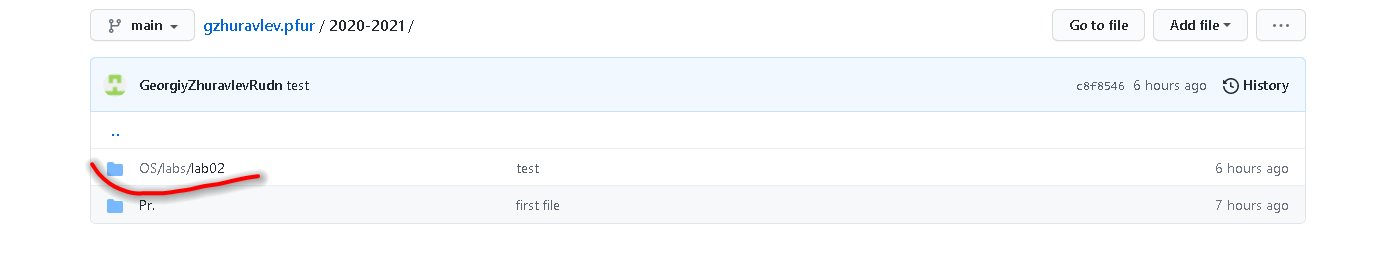 main gzhuravlev.pfur / 2020-2021 / Go to file Add file ...
GeorgiyZhuravlevRudn test c8f8546 6 hours ago History
..
OS/labs/lab02 test 6 hours ago
Pr. first file 7 hours ago